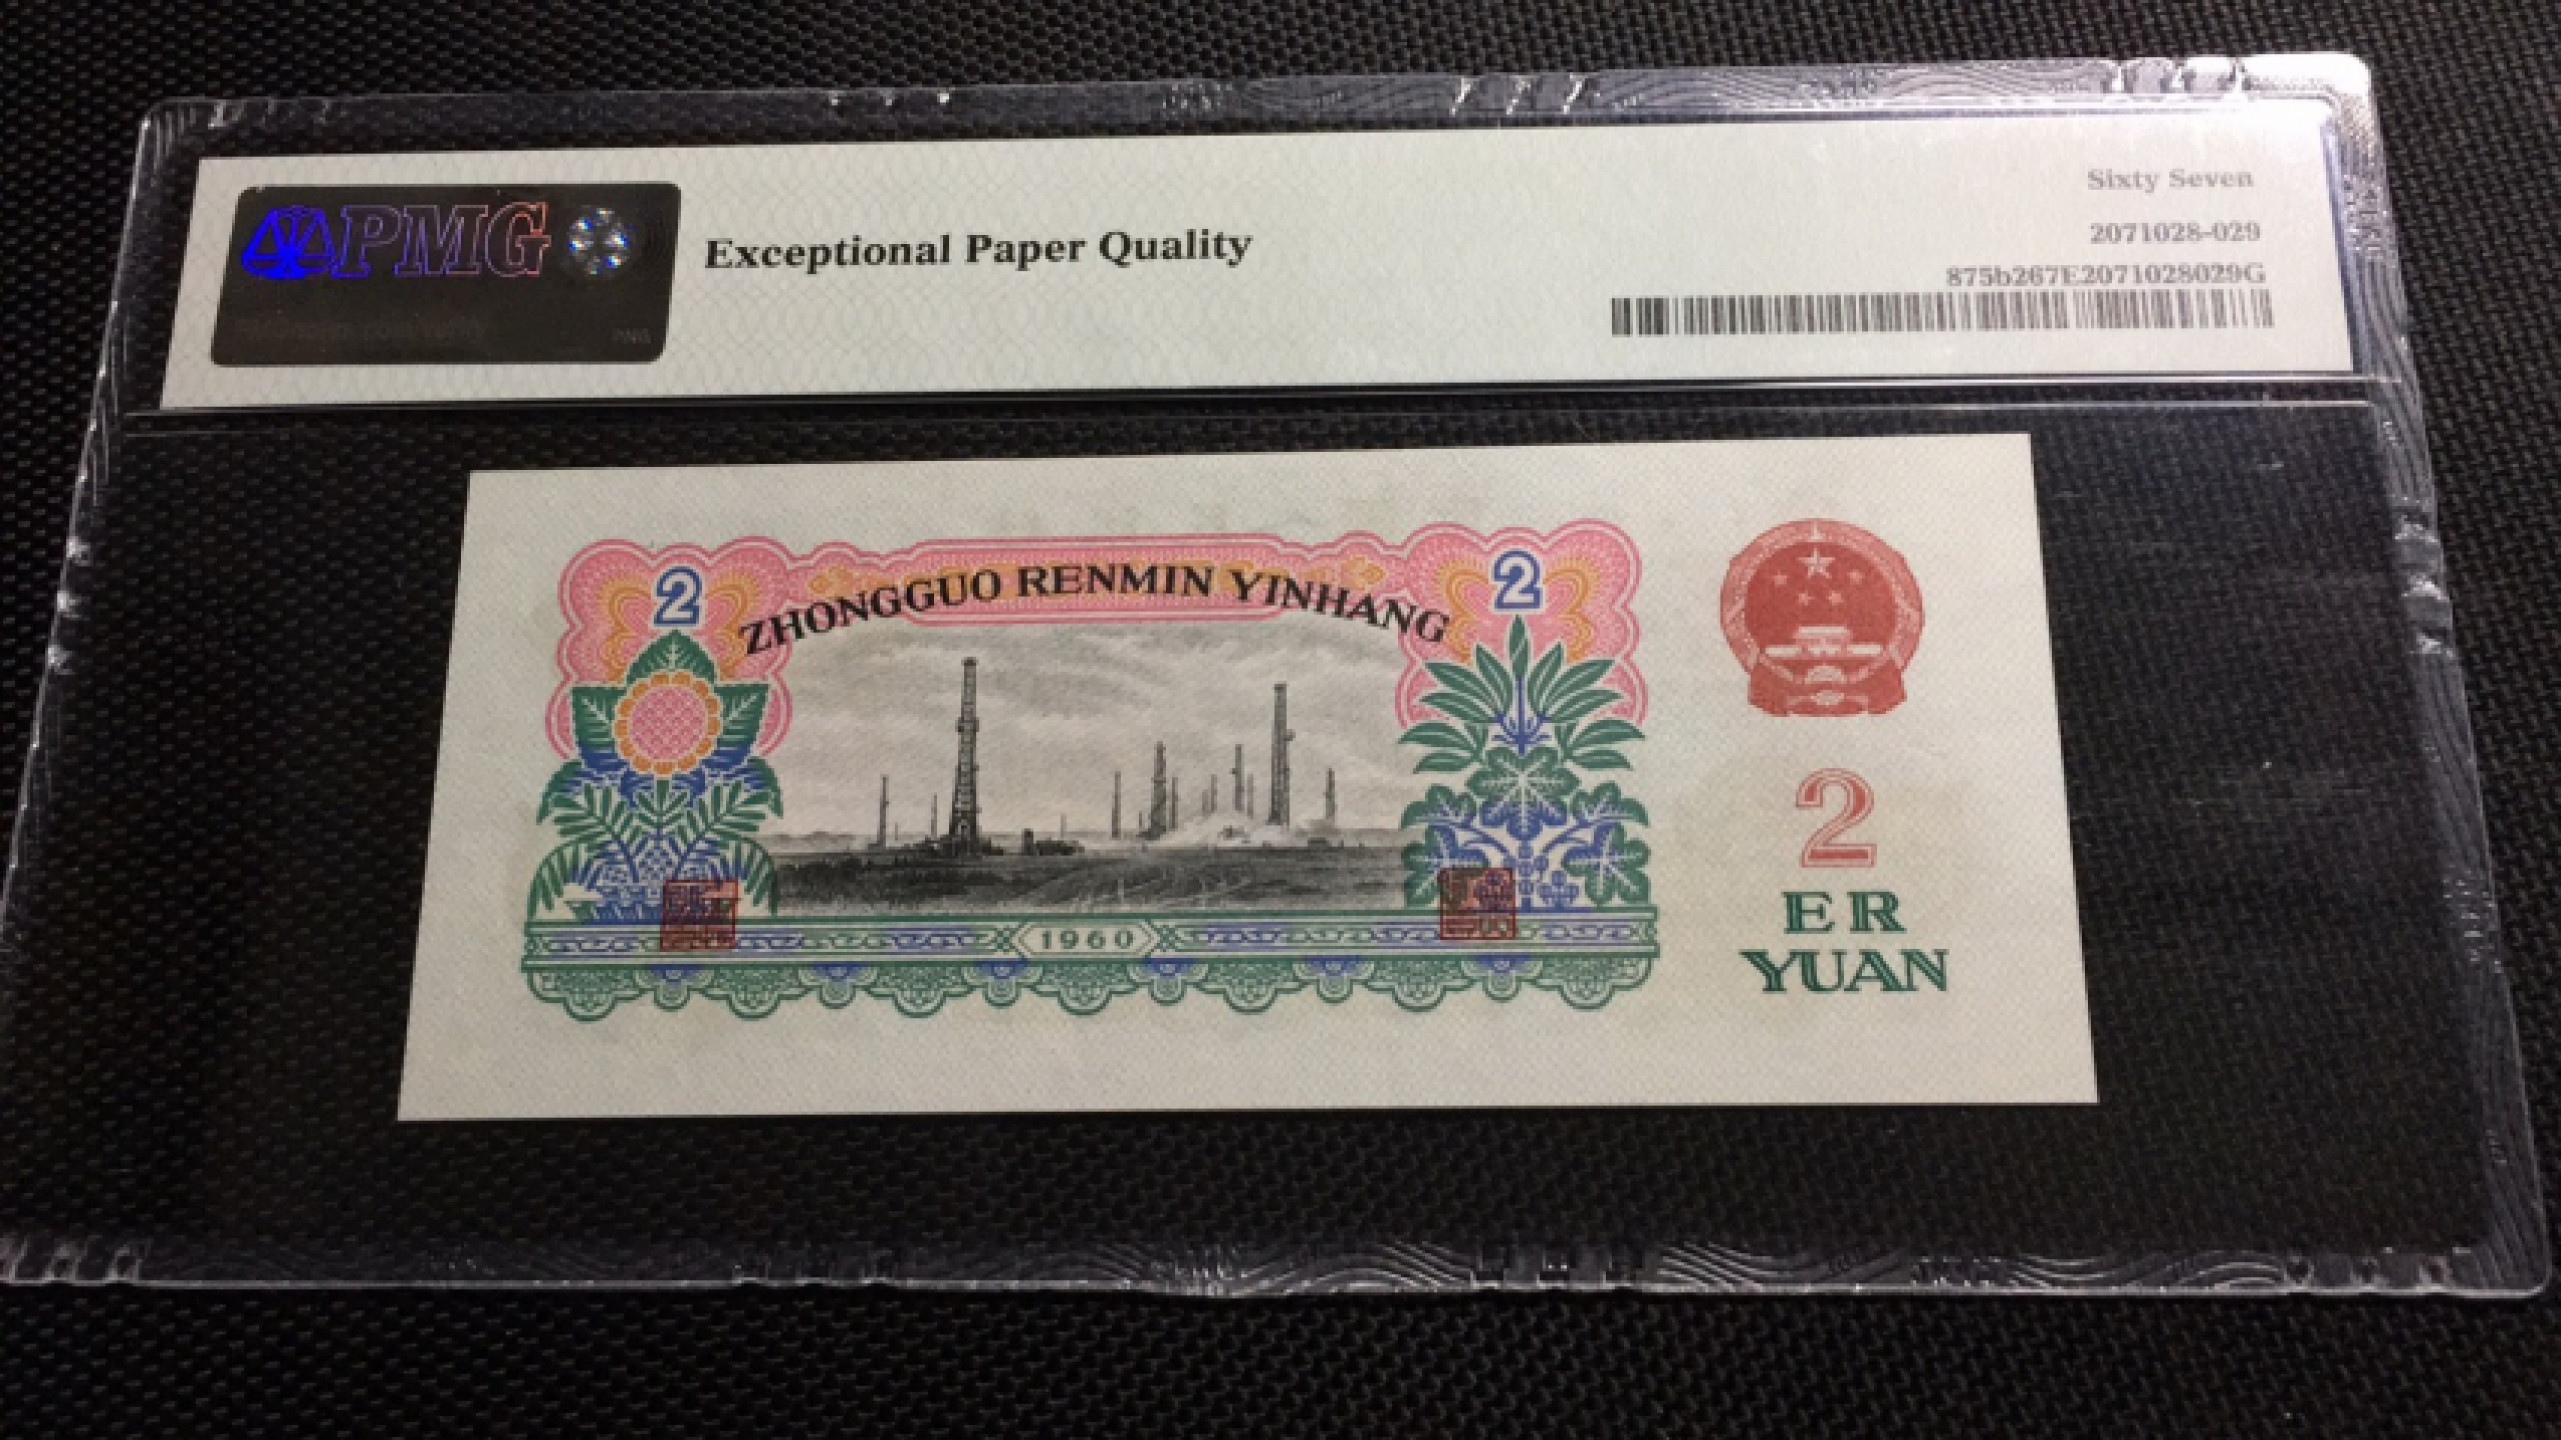 PMG
Exceptional Paper Quality
Sixty Seven
2071028-029
875b267E2071028029G
2
ZHONGGUO RENMIN YINHANG
2
1960
2
ER
YUAN